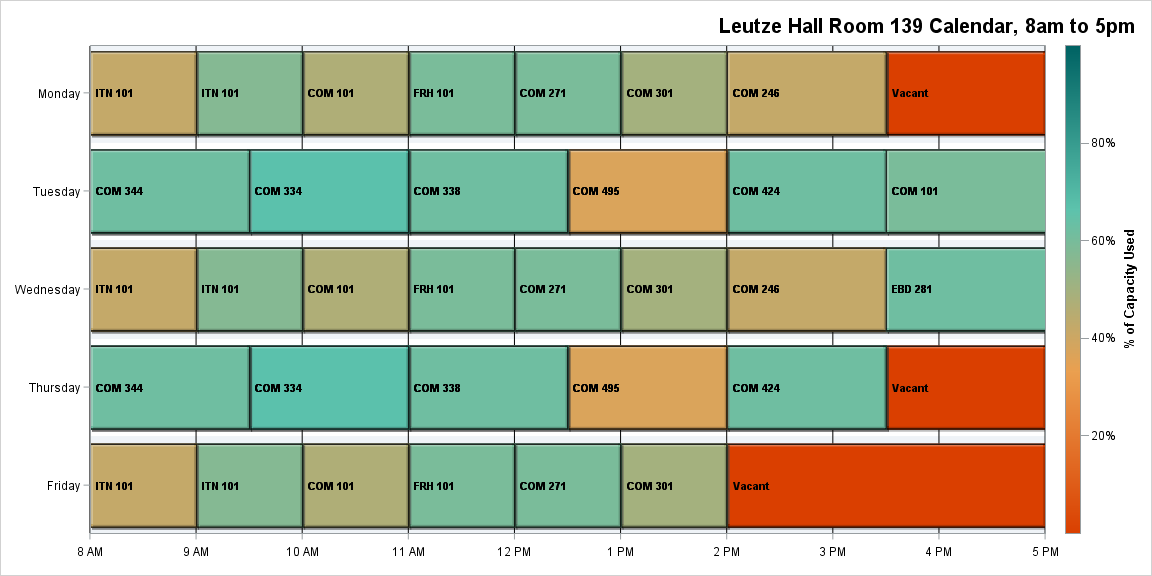 Leutze Hall Room 139 Calendar, 8am to 5pm
Monday
ITN 101
ITN 101
COM 101
FRH 101
COM 271
COM 301
COM 246
Vacant
Tuesday
COM 344
COM 334
COM 338
COM 495
COM 424
COM 101
Wednesday
ITN 101
ITN 101
COM 101
FRH 101
COM 271
COM 301
COM 246
EBD 281
Thursday
COM 344
COM 334
COM 338
COM 495
COM 424
Vacant
Friday
ITN 101
ITN 101
COM 101
FRH 101
COM 271
COM 301
Vacant
8 AM
9 AM
10 AM
11 AM
12 PM
1 PM
2 PM
3 PM
4 PM
5 PM
80%
60%
40%
20%
% of Capacity Used